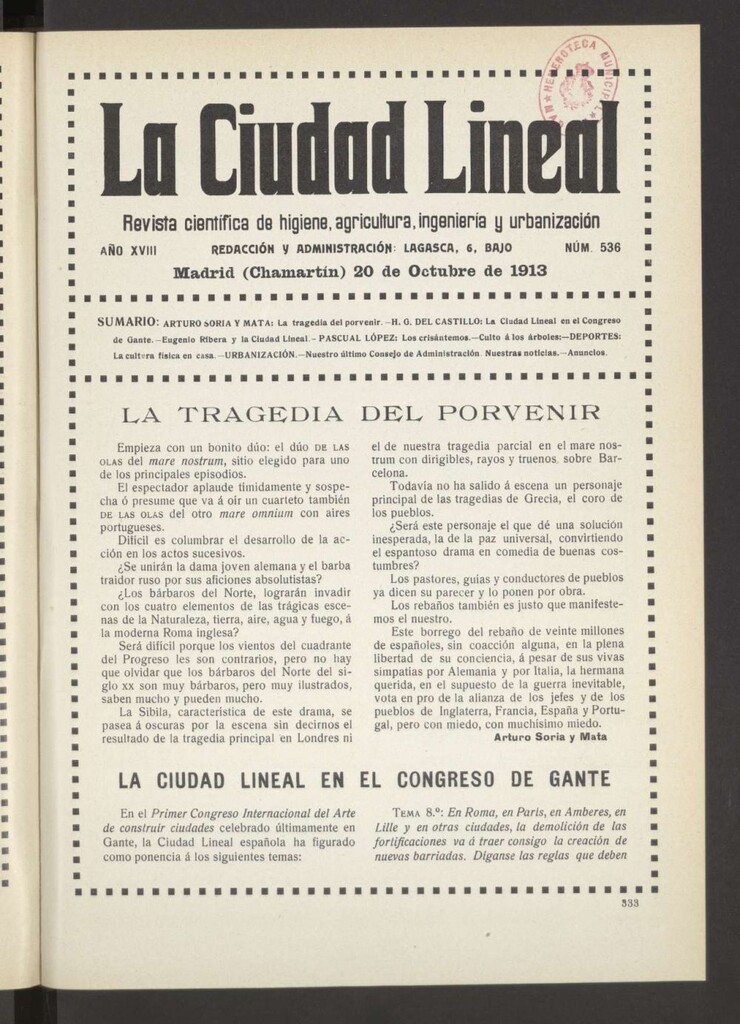 HEMEROTECA MUNICIPAL
La Ciudad Lineal
Revista científica de higiene, agricultura, ingeniería y urbanización
AÑO XVIII REDACCIÓN Y ADMINISTRACIÓN: LAGASCA, 6, BAJO NÚM. 536
Madrid (Chamartín) 20 de Octubre de 1913
SUMARIO: ARTURO SORIA Y MATA: La tragedia del porvenir.—H. G. DEL CASTILLO: La Ciudad Lineal en el Congreso
de Gante.—Eugenio Ribera y la Ciudad Lineal.- PASCUAL LÓPEZ: Los crisántemos.—Culto á los árboles:—DEPORTES:
La cultura física en casa.—URBANIZACIÓN.—Nuestro último Consejo de Administración. Nuestras noticias.—Anuncios.
LA TRAGEDIA DEL PORVENIR
Empieza con un bonito dúo: el dúo DE LAS
OLAS del mare nostrum, sitio elegido para uno
de los principales episodios.
El espectador aplaude tímidamente y sospe-
cha ó presume que va á oir un cuarteto también
DE LAS OLAS del otro mare omnium con aires
portugueses.
Difícil es columbrar el desarrollo de la ac-
ción en los actos sucesivos.
¿Se unirán la dama joven alemana y el barba
traidor ruso por sus aficiones absolutistas?
¿Los bárbaros del Norte, lograrán invadir
con los cuatro elementos de las trágicas esce-
nas de la Naturaleza, tierra, aire, agua y fuego, á
la moderna Roma inglesa?
Será difícil porque los vientos del cuadrante
del Progreso les son contrarios, pero no hay
que olvidar que los bárbaros del Norte del si-
glo XX son muy bárbaros, pero muy ilustrados,
saben mucho y pueden mucho.
La Sibila, característica de este drama, se
pasea á oscuras por la escena sin decirnos el
resultado de la tragedia principal en Londres ni
el de nuestra tragedia parcial en el mare nos-
trum con dirigibles, rayos y truenos sobre Bar-
celona.
Todavía no ha salido á escena un personaje
principal de las tragedias de Grecia, el coro de
los pueblos.
¿Será este personaje el que dé una solución
inesperada, la de la paz universal, convirtiendo
el espantoso drama en comedia de buenas cos-
tumbres?
Los pastores, guías y conductores de pueblos
ya dicen su parecer y lo ponen por obra.
Los rebaños también es justo que manifeste-
mos el nuestro.
Este borrego del rebaño de veinte millones
de españoles, sin coacción alguna, en la plena
libertad de su conciencia, á pesar de sus vivas
simpatías por Alemania y por Italia, la hermana
querida, en el supuesto de la guerra inevitable,
vota en pro de la alianza de los jefes y de los
pueblos de Inglaterra, Francia, España y Portu-
gal, pero con miedo, con muchísimo miedo.
Arturo Soria y Mata
LA CIUDAD LINEAL EN EL CONGRESO DE GANTE
En el Primer Congreso Internacional del Arte
de construir ciudades celebrado últimamente en
Gante, la Ciudad Lineal española ha figurado
como ponencia á los siguientes temas:
TEMA 8.º: En Roma, en París, en Amberes, en
Lille y en otras ciudades, la demolición de las
fortificaciones va á traer consigo la creación de
nuevas barriadas. Díganse las reglas que deben
333